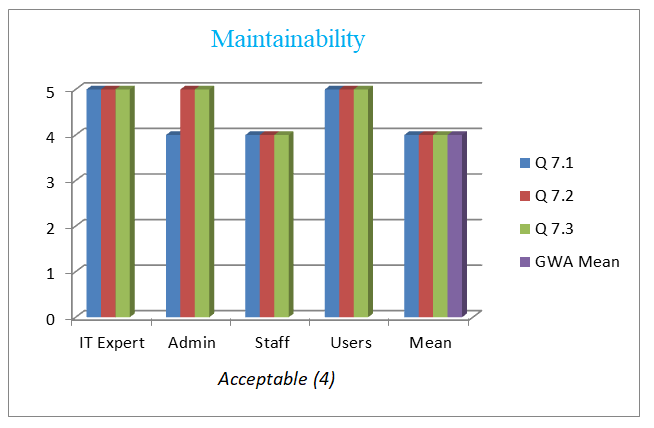 Maintainability
5
4
3
2
1
0
IT Expert Admin Staff Users Mean
Acceptable (4)
Q 7.1
Q 7.2
Q 7.3
GWA Mean